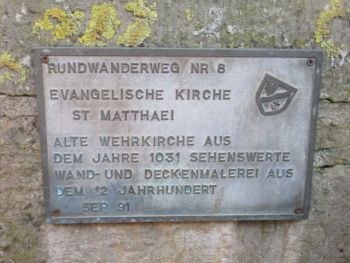 RUNDWANDERWEG NR 8
EVANGELISCHE KIRCHE
ST MATTHAEI
ALTE WEHRKIRCHE AUS
DEM JAHRE 1031 SEHENSWERTE
WAND- UND DECKENMALEREI AUS
DEM 12 JAHRHUNDERT
SEP 91